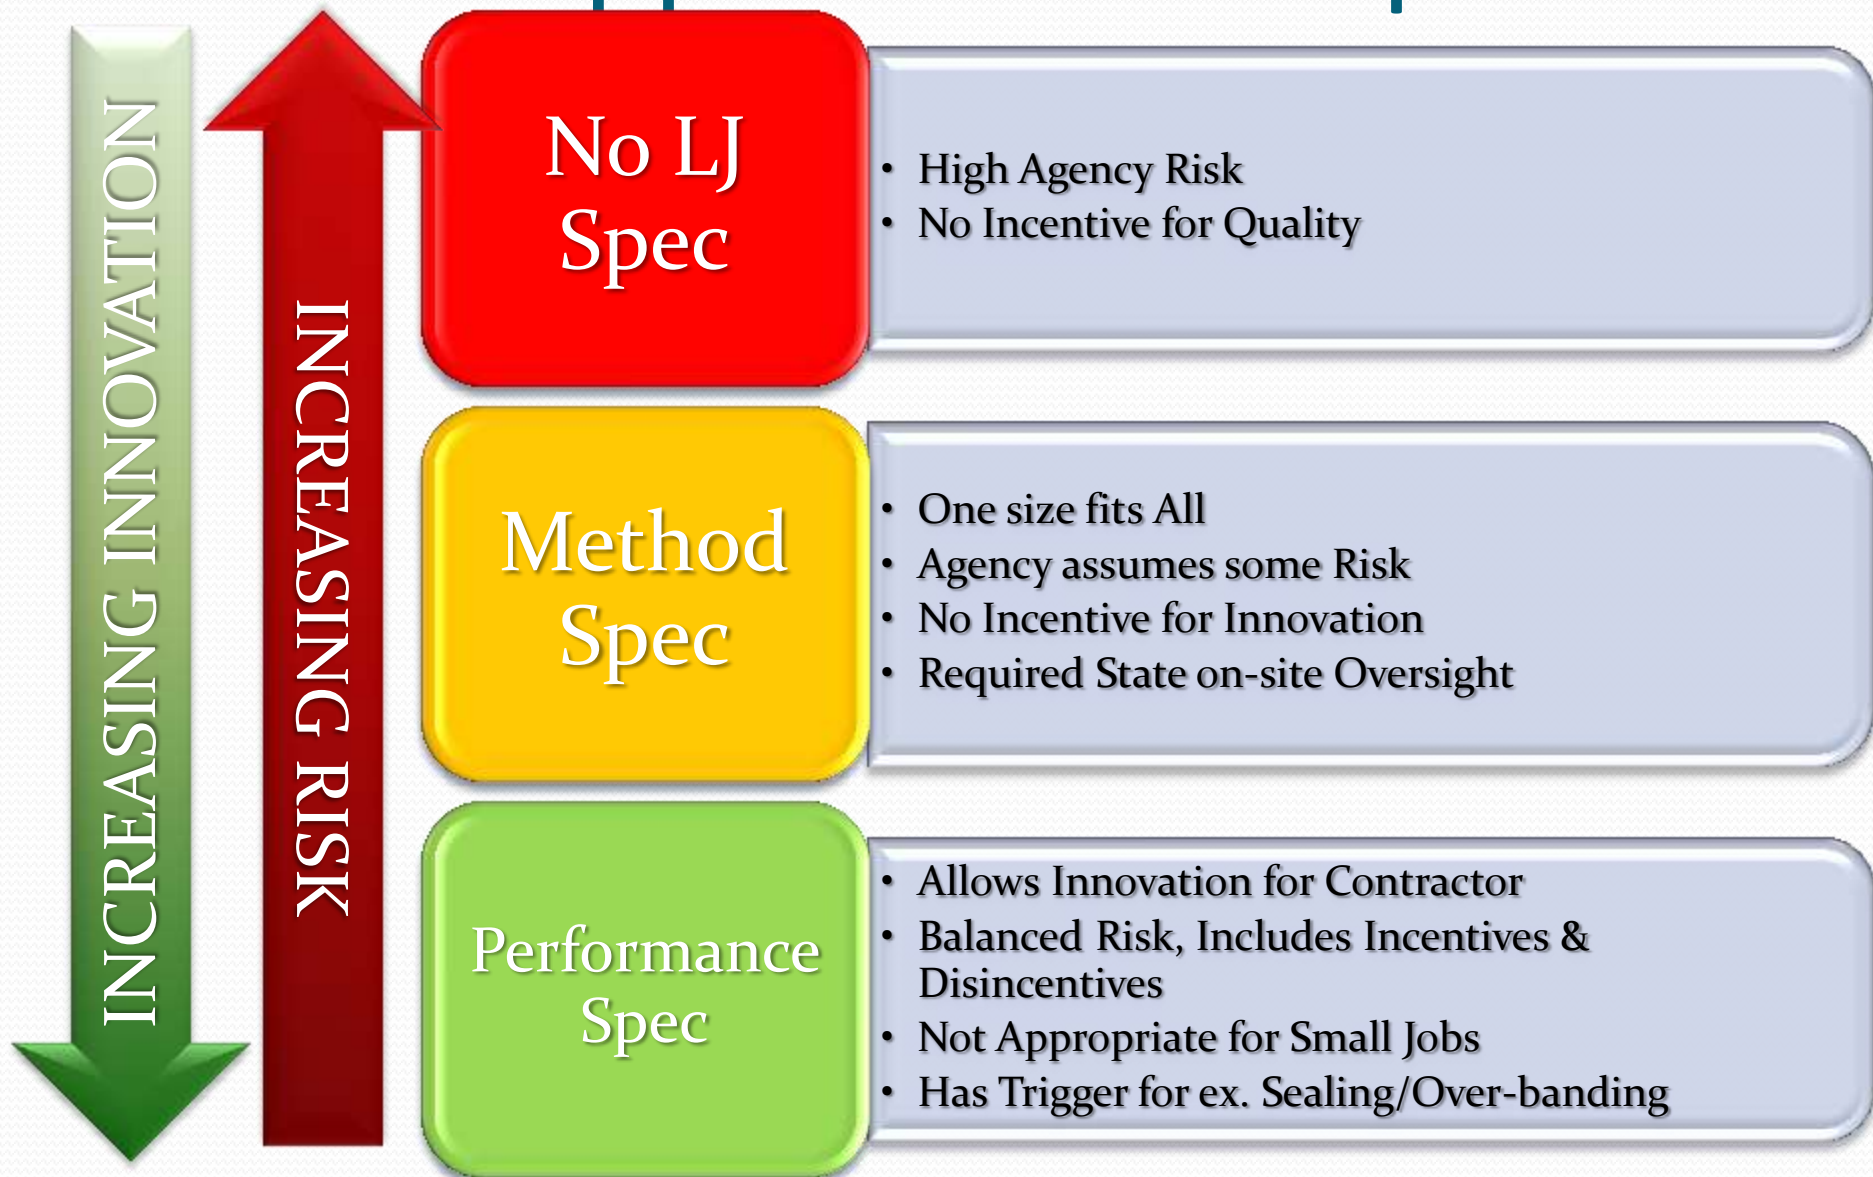 INCREASING INNOVATION
INCREASING RISK
No LJ
Spec
• High Agency Risk
• No Incentive for Quality
Method
Spec
• One size fits All
• Agency assumes some Risk
• No Incentive for Innovation
• Required State on-site Oversight
Performance
Spec
• Allows Innovation for Contractor
• Balanced Risk, Includes Incentives &
Disincentives
• Not Appropriate for Small Jobs
• Has Trigger for ex. Sealing/Over-banding